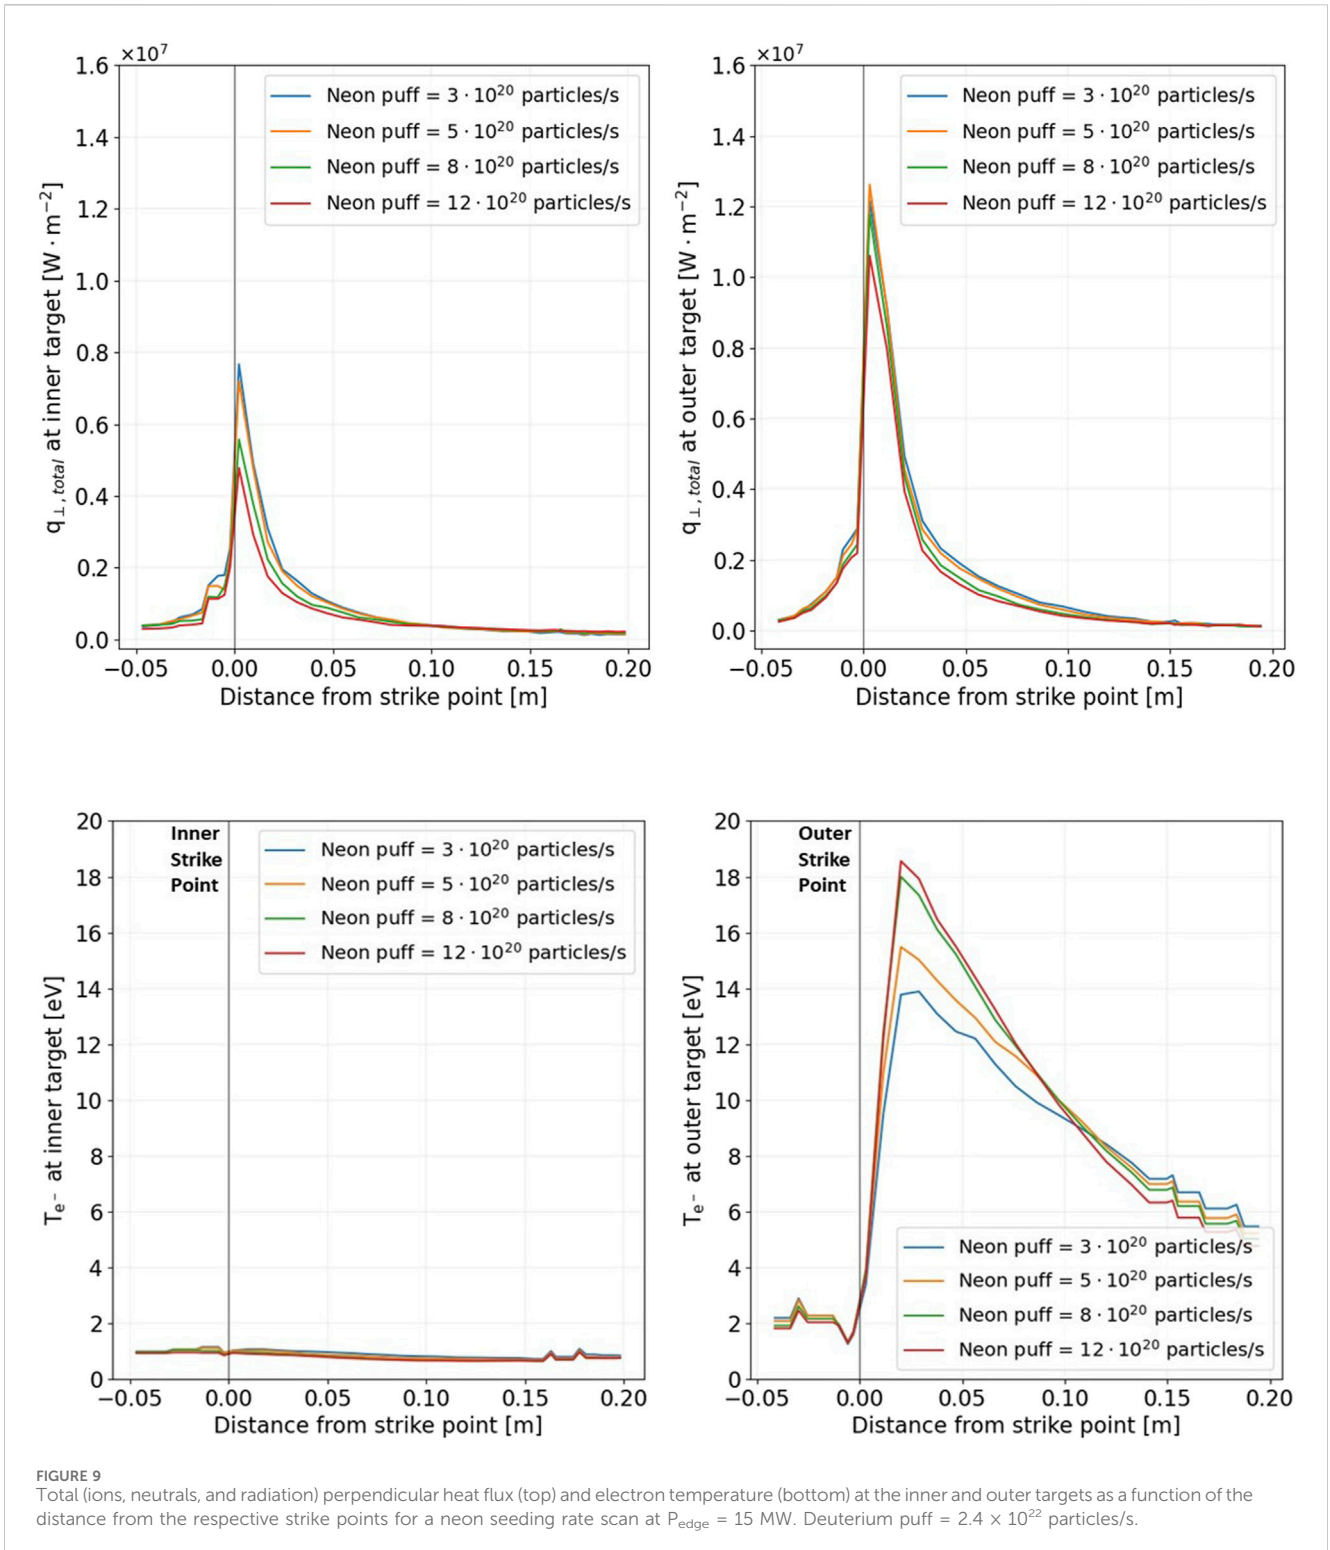 ×10⁷
1.6
1.4
1.2
1.0
0.8
0.6
0.4
0.2
0.0
q⊥,total at inner target [W · m⁻²]
Neon puff = 3 · 10²⁰ particles/s
Neon puff = 5 · 10²⁰ particles/s
Neon puff = 8 · 10²⁰ particles/s
Neon puff = 12 · 10²⁰ particles/s
−0.05 0.00 0.05 0.10 0.15 0.20
Distance from strike point [m]
×10⁷
1.6
1.4
1.2
1.0
0.8
0.6
0.4
0.2
0.0
q⊥,total at outer target [W · m⁻²]
Neon puff = 3 · 10²⁰ particles/s
Neon puff = 5 · 10²⁰ particles/s
Neon puff = 8 · 10²⁰ particles/s
Neon puff = 12 · 10²⁰ particles/s
−0.05 0.00 0.05 0.10 0.15 0.20
Distance from strike point [m]
20
18
16
14
12
10
8
6
4
2
0
Tₑ⁻ at inner target [eV]
Inner
Strike
Point
Neon puff = 3 · 10²⁰ particles/s
Neon puff = 5 · 10²⁰ particles/s
Neon puff = 8 · 10²⁰ particles/s
Neon puff = 12 · 10²⁰ particles/s
−0.05 0.00 0.05 0.10 0.15 0.20
Distance from strike point [m]
20
18
16
14
12
10
8
6
4
2
0
Tₑ⁻ at outer target [eV]
Outer
Strike
Point
Neon puff = 3 · 10²⁰ particles/s
Neon puff = 5 · 10²⁰ particles/s
Neon puff = 8 · 10²⁰ particles/s
Neon puff = 12 · 10²⁰ particles/s
−0.05 0.00 0.05 0.10 0.15 0.20
Distance from strike point [m]
FIGURE 9
Total (ions, neutrals, and radiation) perpendicular heat flux (top) and electron temperature (bottom) at the inner and outer targets as a function of the
distance from the respective strike points for a neon seeding rate scan at Pedge = 15 MW. Deuterium puff = 2.4 × 10²² particles/s.